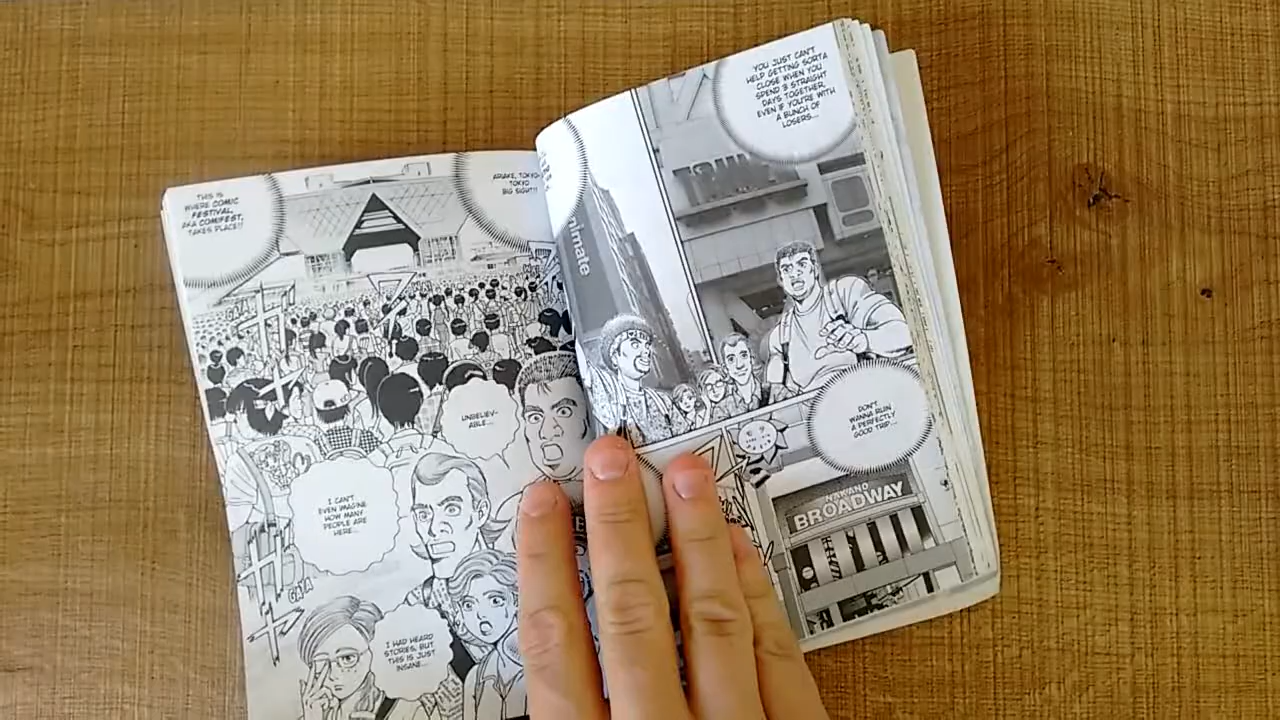 YOU JUST CAN'T
HELP GETTING SORTA
CLOSE WHEN YOU
SPEND 3 STRAIGHT
DAYS TOGETHER,
EVEN IF YOU'RE WITH
A BUNCH OF
LOSERS...
nimate
DON'T
WANNA RUIN
A PERFECTLY
GOOD TRIP...
NAKANO
BROADWAY
ARIAKE, TOKYO-
TOKYO
BIG SIGHT!!
THIS IS
WHERE COMIC
FESTIVAL,
AKA COMIFEST,
TAKES PLACE!!
UNBELIEV-
ABLE...
I CAN'T
EVEN IMAGINE
HOW MANY
PEOPLE ARE
HERE...
I HAD HEARD
STORIES, BUT
THIS IS JUST
INSANE...